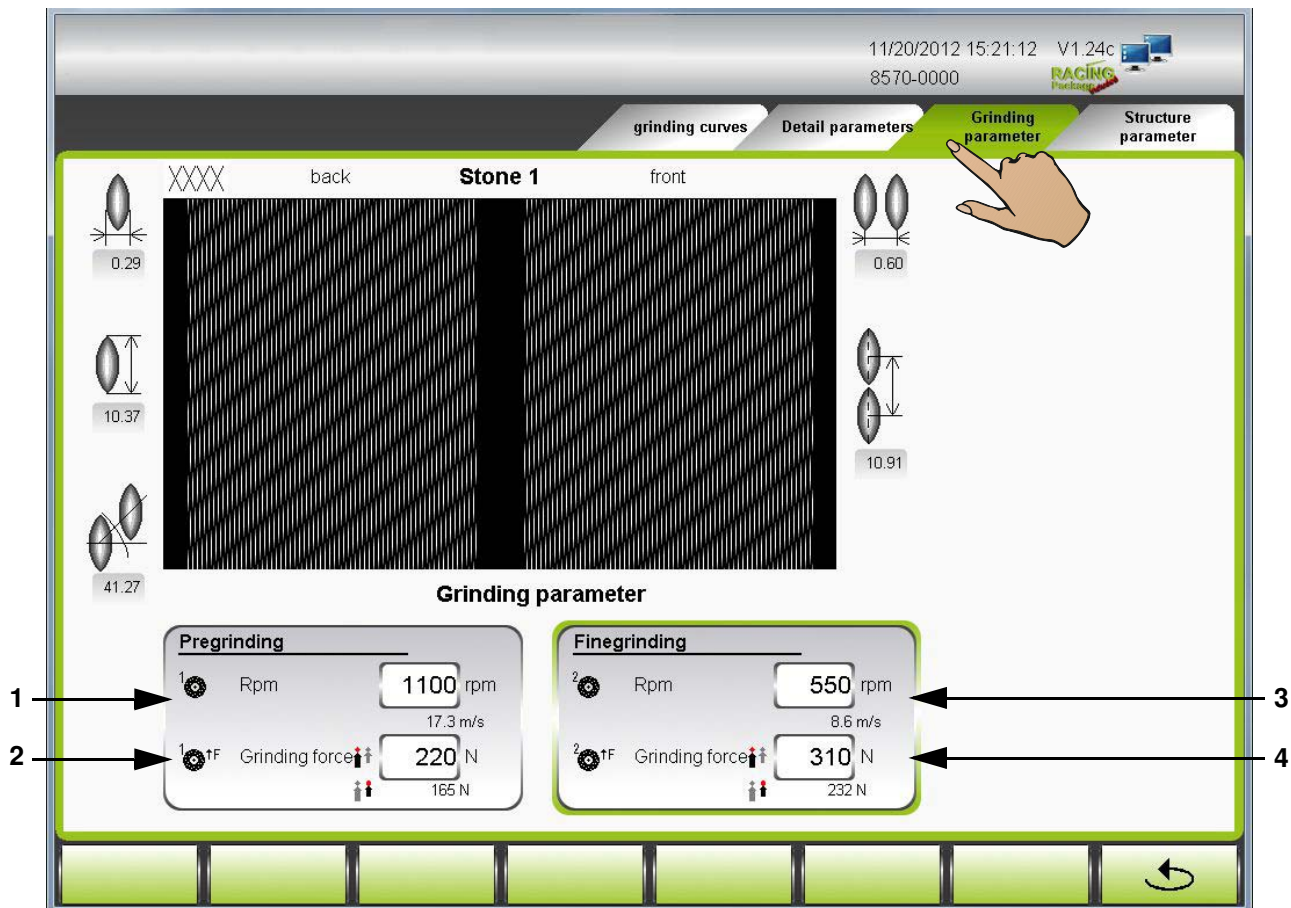 11/20/2012 15:21:12 V1.24c
8570-0000
RACING
Package
grinding curves
Detail parameters
Grinding
parameter
Structure
parameter
XXXX back Stone 1 front
0.29
0.60
10.37
10.91
41.27
Grinding parameter
Pregrinding
1 Rpm 1100 rpm
17.3 m/s
1 F Grinding force 220 N
165 N
Finegrinding
2 Rpm 550 rpm
8.6 m/s
2 F Grinding force 310 N
232 N
1
2
3
4